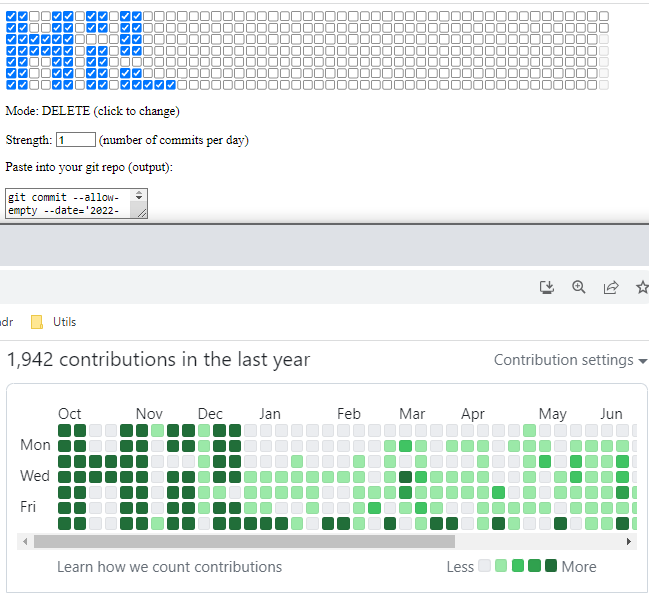 Mode: DELETE (click to change)
Strength: 1 (number of commits per day)
Paste into your git repo (output):
git commit --allow-
empty --date='2022-
Utils
1,942 contributions in the last year
Contribution settings
Oct Nov Dec Jan Feb Mar Apr May Jun
Mon
Wed
Fri
Learn how we count contributions
Less More